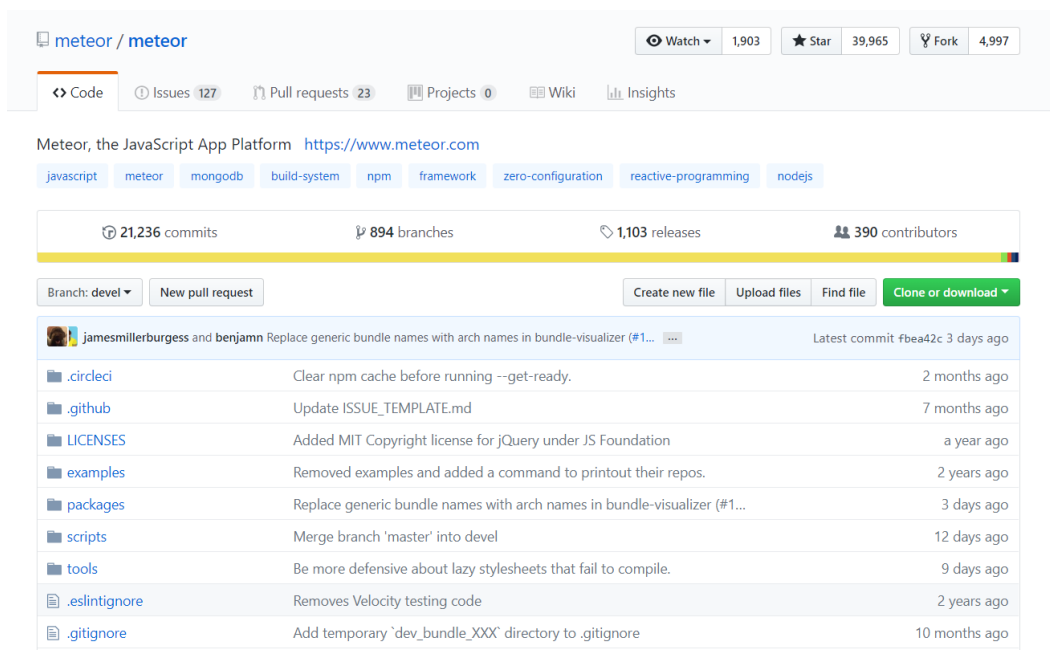 meteor / meteor Watch 1,903 Star 39,965 Fork 4,997
Code Issues 127 Pull requests 23 Projects 0 Wiki Insights
Meteor, the JavaScript App Platform https://www.meteor.com
javascript meteor mongodb build-system npm framework zero-configuration reactive-programming nodejs
21,236 commits 894 branches 1,103 releases 390 contributors
Branch: devel New pull request Create new file Upload files Find file Clone or download
jamesmillerburgess and benjamn Replace generic bundle names with arch names in bundle-visualizer (#1... ... Latest commit fbea42c 3 days ago
.circleci Clear npm cache before running --get-ready. 2 months ago
.github Update ISSUE_TEMPLATE.md 7 months ago
LICENSES Added MIT Copyright license for jQuery under JS Foundation a year ago
examples Removed examples and added a command to printout their repos. 2 years ago
packages Replace generic bundle names with arch names in bundle-visualizer (#1... 3 days ago
scripts Merge branch 'master' into devel 12 days ago
tools Be more defensive about lazy stylesheets that fail to compile. 9 days ago
.eslintignore Removes Velocity testing code 2 years ago
.gitignore Add temporary `dev_bundle_XXX` directory to .gitignore 10 months ago